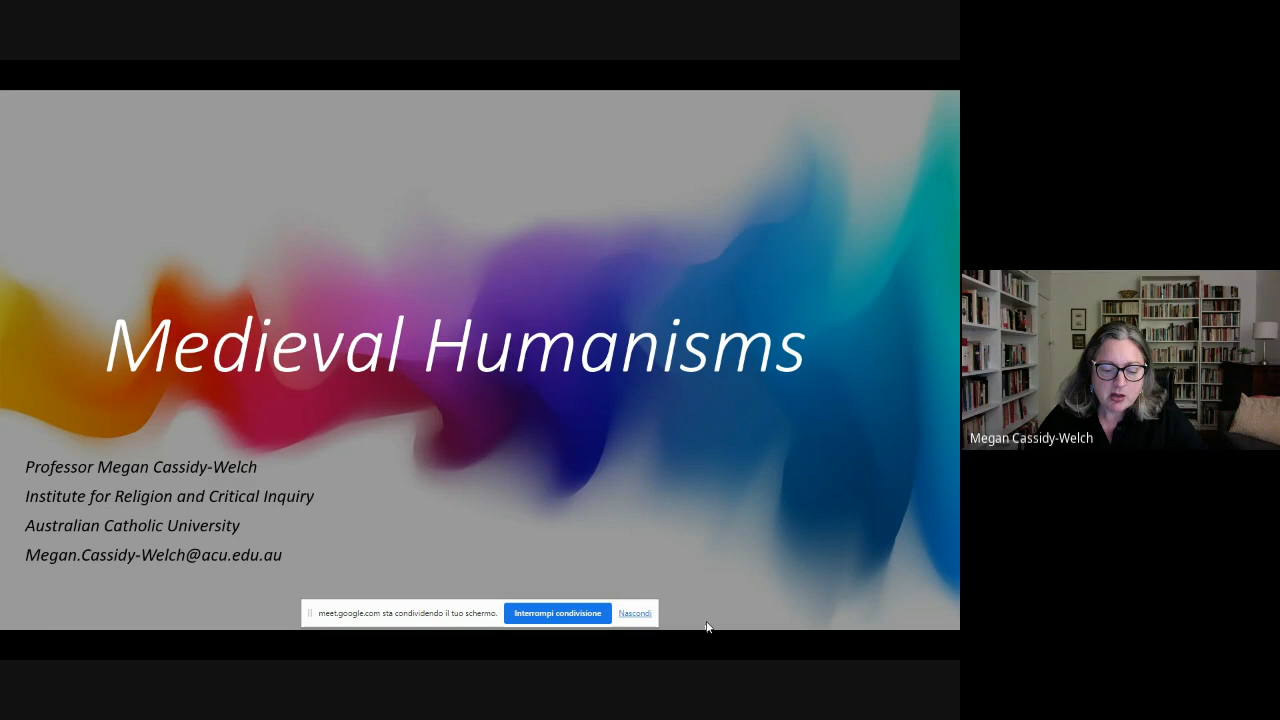 Medieval Humanisms
Professor Megan Cassidy-Welch
Institute for Religion and Critical Inquiry
Australian Catholic University
Megan.Cassidy-Welch@acu.edu.au
meet.google.com sta condividendo il tuo schermo.
Interrompi condivisione
Nascondi
Megan Cassidy-Welch